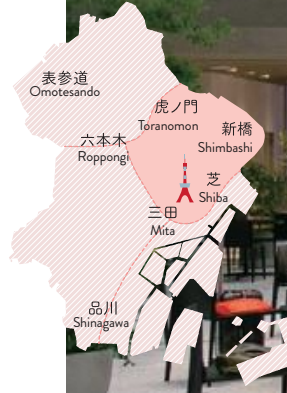 表参道
Omotesando
虎ノ門
Toranomon
新橋
Shimbashi
六本木
Roppongi
芝
Shiba
三田
Mita
品川
Shinagawa